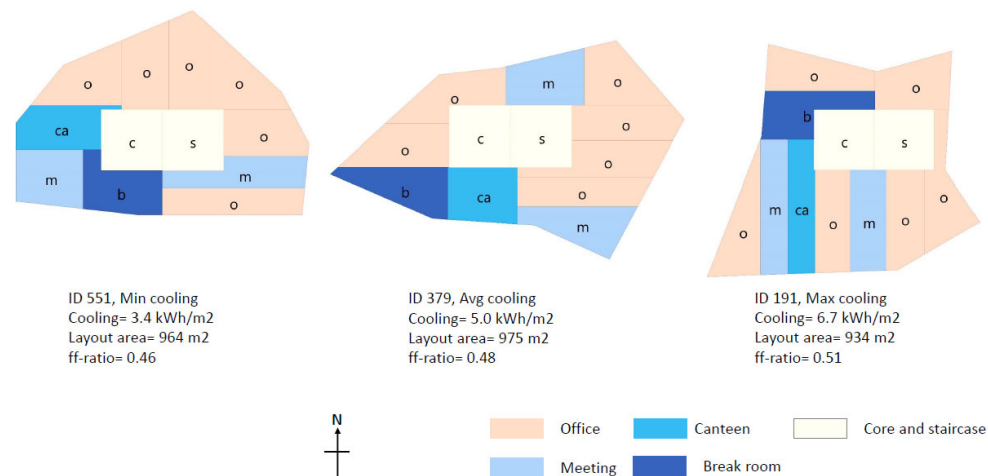 o
o
o
o
ca
c
s
o
m
b
m
o
ID 551, Min cooling
Cooling= 3.4 kWh/m2
Layout area= 964 m2
ff-ratio= 0.46
o
m
o
o
c
s
o
o
b
ca
o
m
ID 379, Avg cooling
Cooling= 5.0 kWh/m2
Layout area= 975 m2
ff-ratio= 0.48
o
o
b
c
s
o
m
ca
o
m
o
o
ID 191, Max cooling
Cooling= 6.7 kWh/m2
Layout area= 934 m2
ff-ratio= 0.51
N
Office
Canteen
Core and staircase
Meeting
Break room